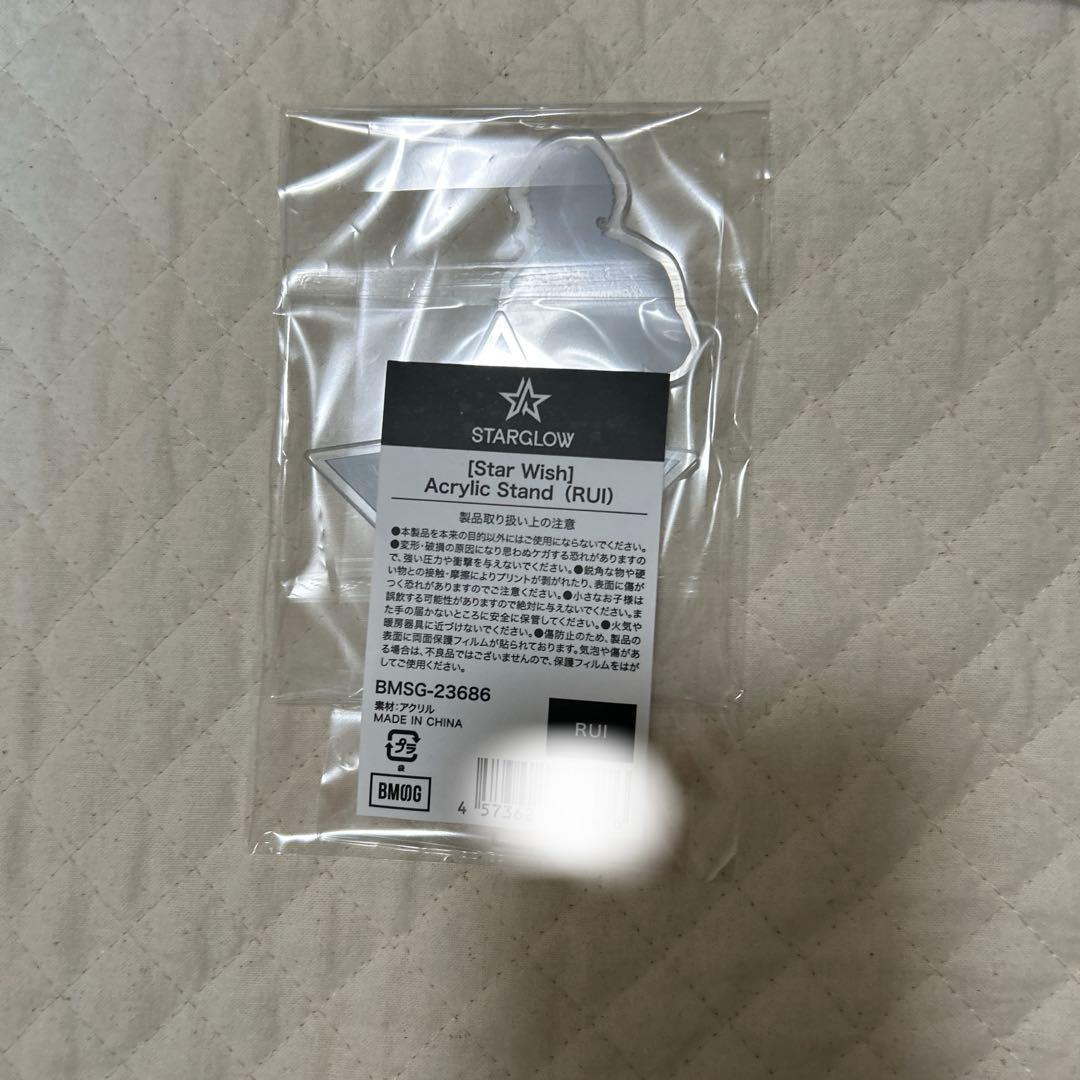 STARGLOW
[Star Wish]
Acrylic Stand (RUI)
製品取り扱い上の注意
●本製品を本来の目的以外にはご使用にならないでください。
●変形・破損の原因になり思わぬケガする恐れがありますの
で、強い圧力や衝撃を与えないでください。●鋭角な物や硬
い物との接触・摩擦によりプリントが剥がれたり、表面に傷が
つく恐れがありますのでご注意ください。●小さなお子様は
誤飲する可能性がありますので絶対に与えないでください。ま
た手の届かないところに安全に保管してください。●火気や
暖房器具に近づけないでください。●傷防止のため、製品の
表面に両面保護フィルムが貼られております。気泡や傷があ
る場合は、不良品ではございませんので、保護フィルムをはが
してご使用ください。
BMSG-23686
素材:アクリル
MADE IN CHINA
RUI
プラ
袋
BMSG
4 57362